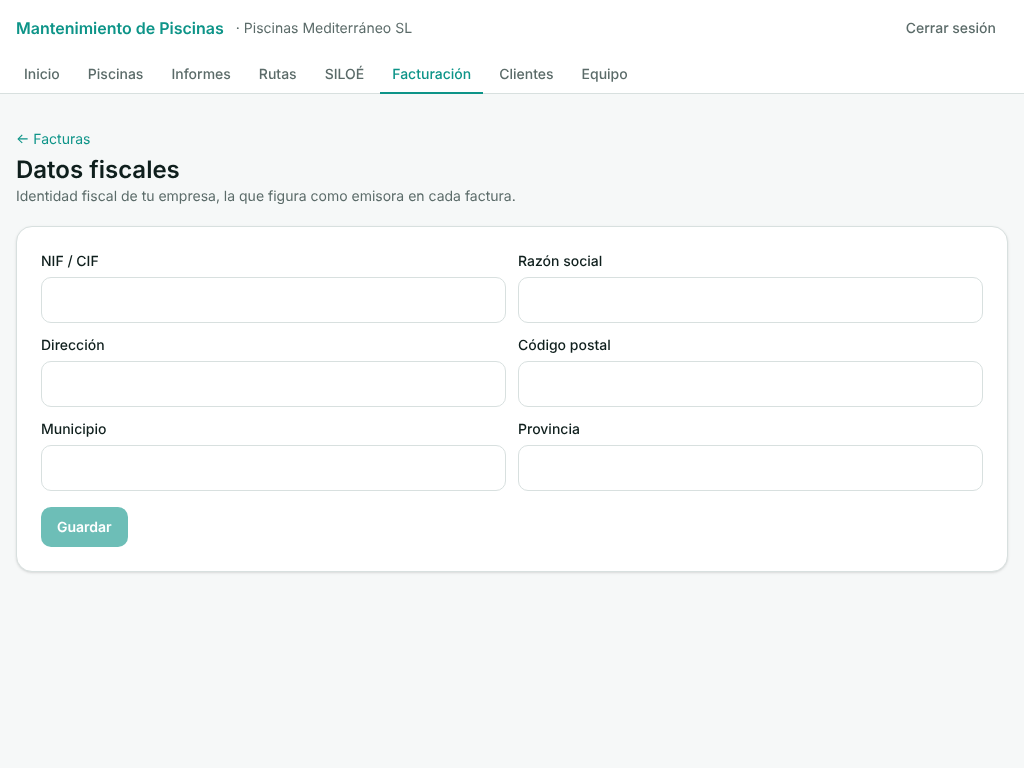 Mantenimiento de Piscinas · Piscinas Mediterráneo SL Cerrar sesión
Inicio Piscinas Informes Rutas SILOÉ Facturación Clientes Equipo
← Facturas
Datos fiscales
Identidad fiscal de tu empresa, la que figura como emisora en cada factura.
NIF / CIF Razón social
Dirección Código postal
Municipio Provincia
Guardar